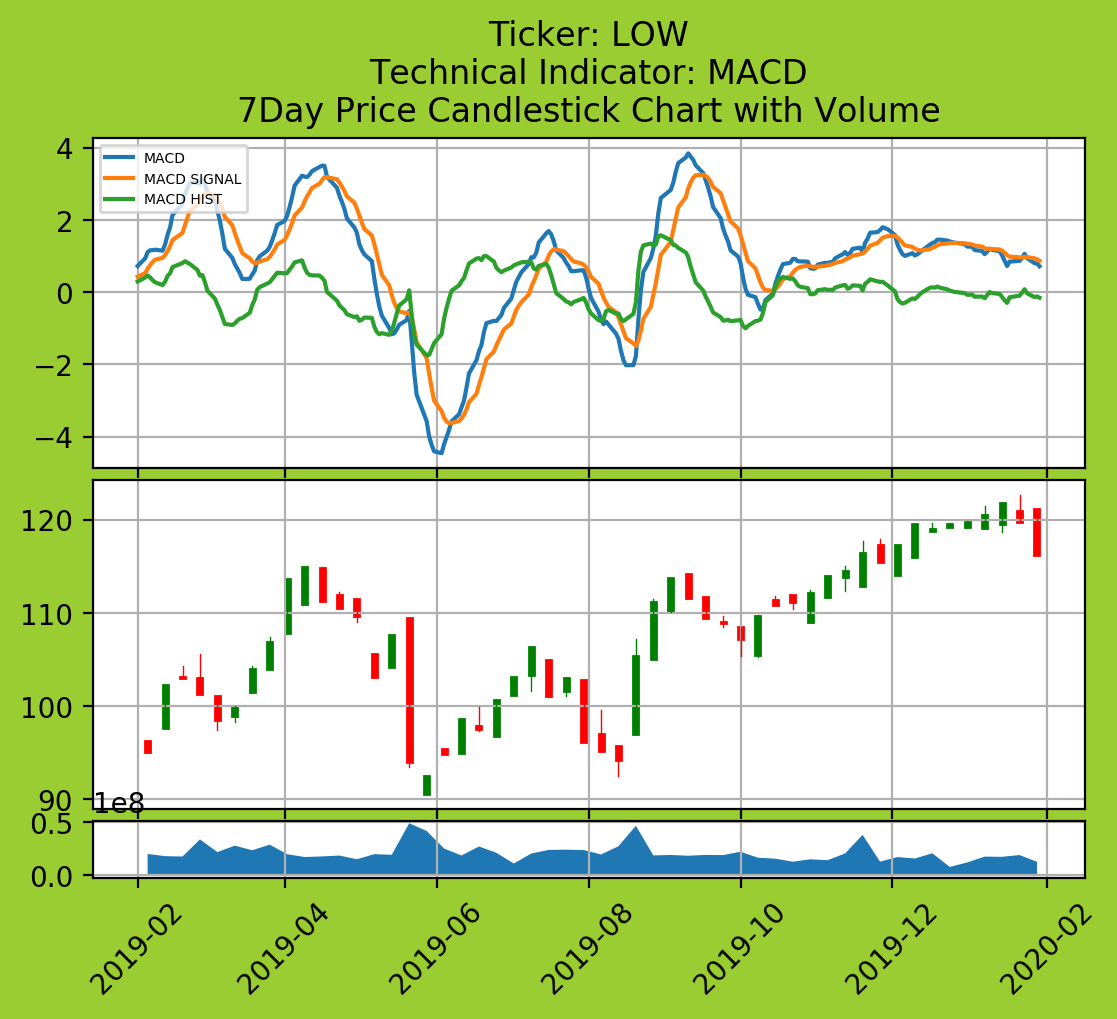 Ticker: LOW
Technical Indicator: MACD
7Day Price Candlestick Chart with Volume
MACD
MACD SIGNAL
MACD HIST
4
2
0
−2
−4
120
110
100
90
1e8
0.5
0.0
2019-02
2019-04
2019-06
2019-08
2019-10
2019-12
2020-02